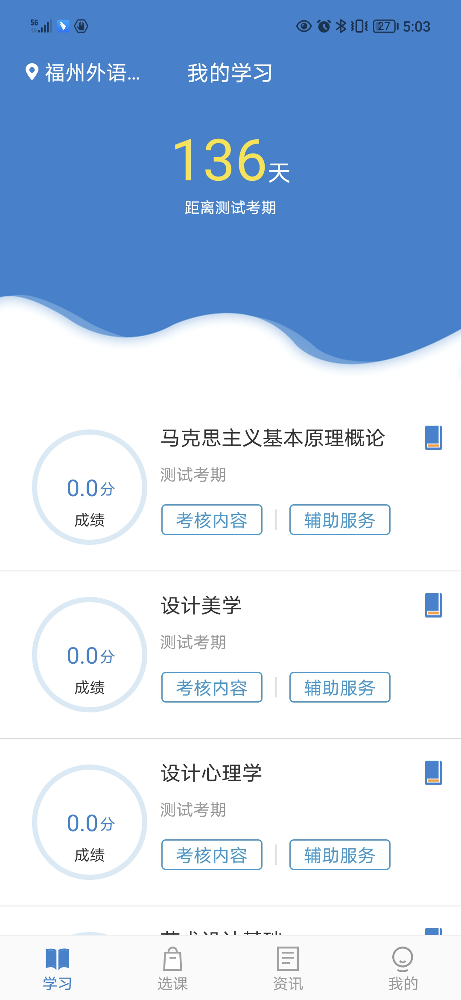 5G 27 5:03
福州外语... 我的学习
136天
距离测试考期
马克思主义基本原理概论
测试考期
0.0分
成绩
考核内容 辅助服务
设计美学
测试考期
0.0分
成绩
考核内容 辅助服务
设计心理学
测试考期
0.0分
成绩
考核内容 辅助服务
学习 选课 资讯 我的